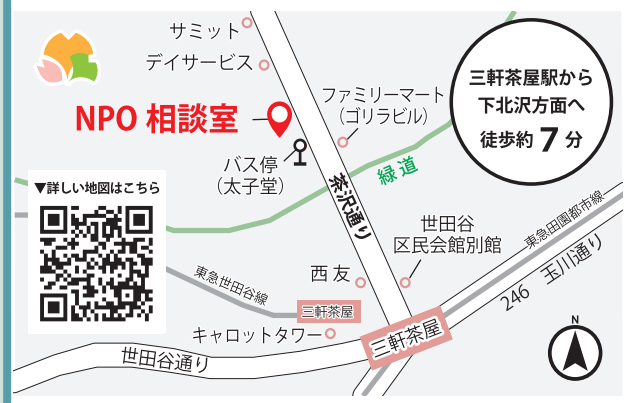 サミット
デイサービス
NPO 相談室
ファミリーマート
（ゴリラビル）
バス停
（太子堂）
緑道
茶沢通り
三軒茶屋駅から
下北沢方面へ
徒歩約 7 分
▼詳しい地図はこちら
世田谷
区民会館別館
東急田園都市線
246 玉川通り
東急世田谷線
西友
三軒茶屋
キャロットタワー
三軒茶屋
世田谷通り
N